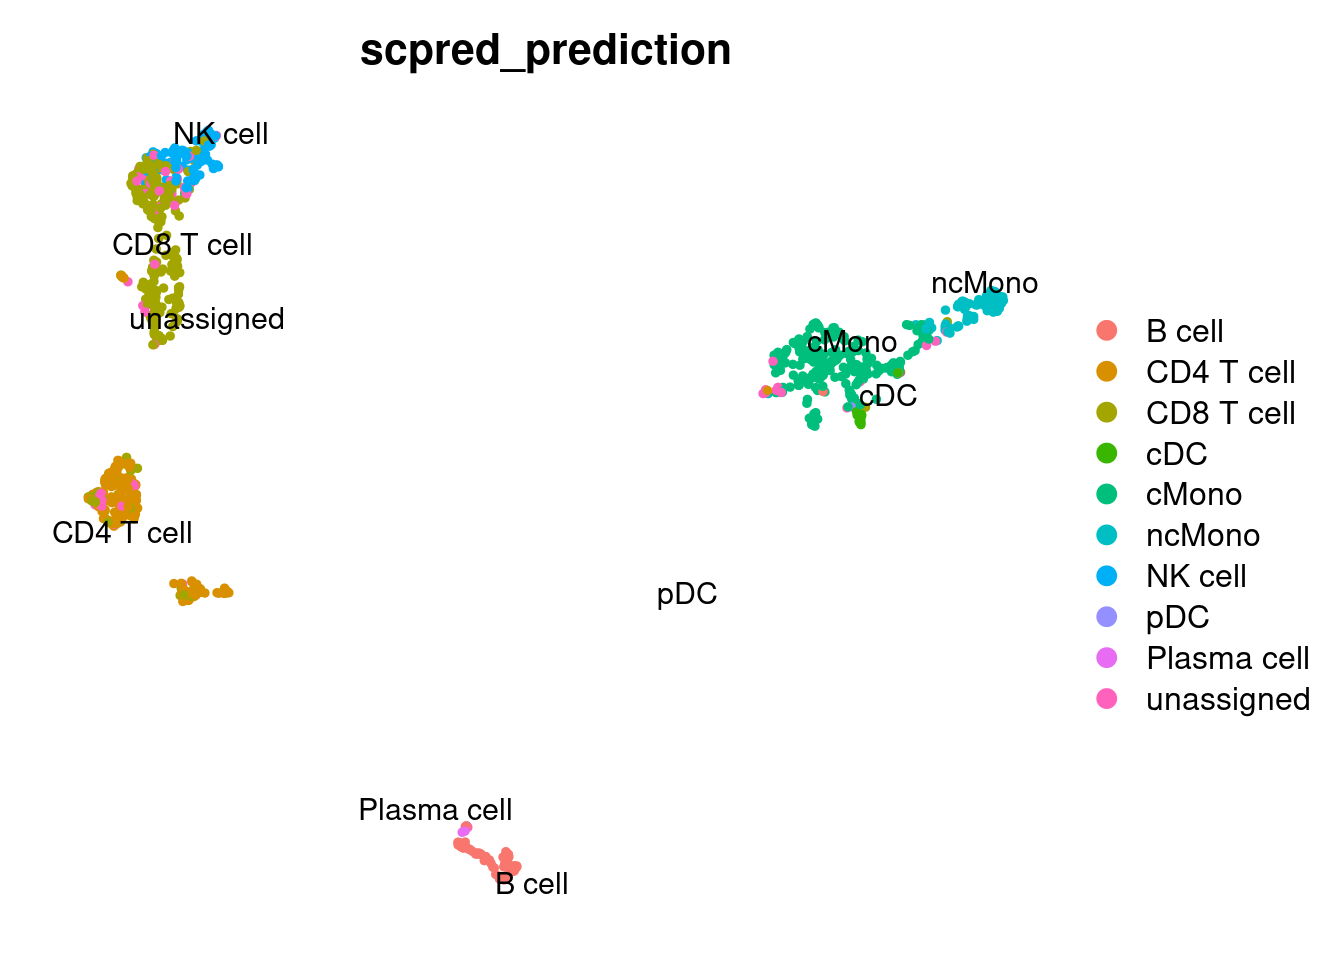 scpred_prediction
NK cell
CD8 T cell
unassigned
ncMono
cMono
cDC
CD4 T cell
pDC
Plasma cell
B cell
B cell
CD4 T cell
CD8 T cell
cDC
cMono
ncMono
NK cell
pDC
Plasma cell
unassigned